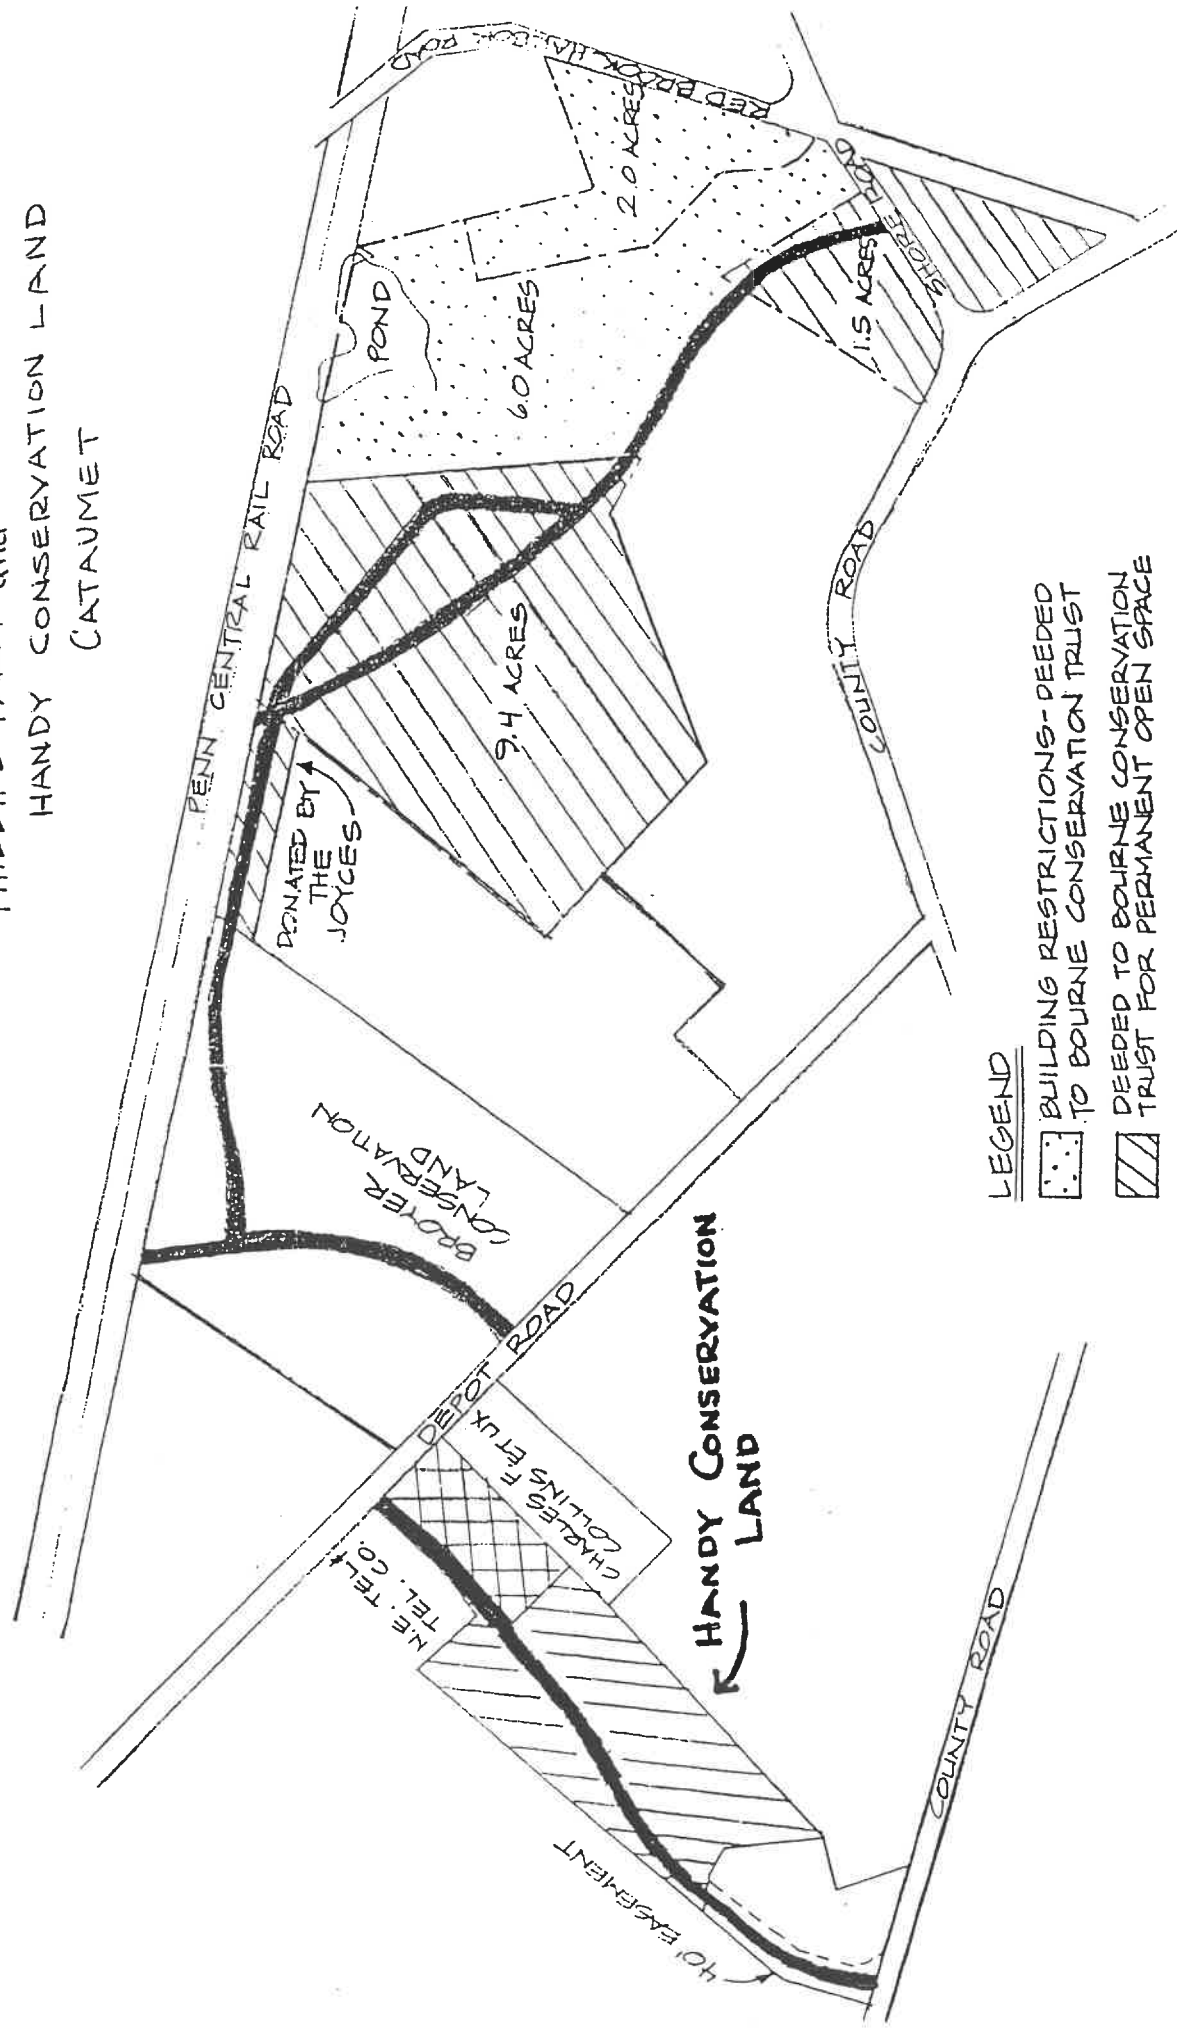 HANDY CONSERVATION LAND
CATAUMET
PENN CENTRAL RAIL ROAD
RED BROOK HARBOR ROAD
POND
2.0 ACRES
6.0 ACRES
1.5 ACRES
SHORE ROAD
9.4 ACRES
DONATED BY
THE
JOYCES
COUNTY ROAD
BROYER
CONSERVATION
LAND
DEPOT ROAD
CHARLES F
COLLINS ET UX
N.E. TEL &
TEL. CO.
HANDY CONSERVATION
LAND
40' EASEMENT
COUNTY ROAD
LEGEND
BUILDING RESTRICTIONS-DEEDED
TO BOURNE CONSERVATION TRUST
DEEDED TO BOURNE CONSERVATION
TRUST FOR PERMANENT OPEN SPACE